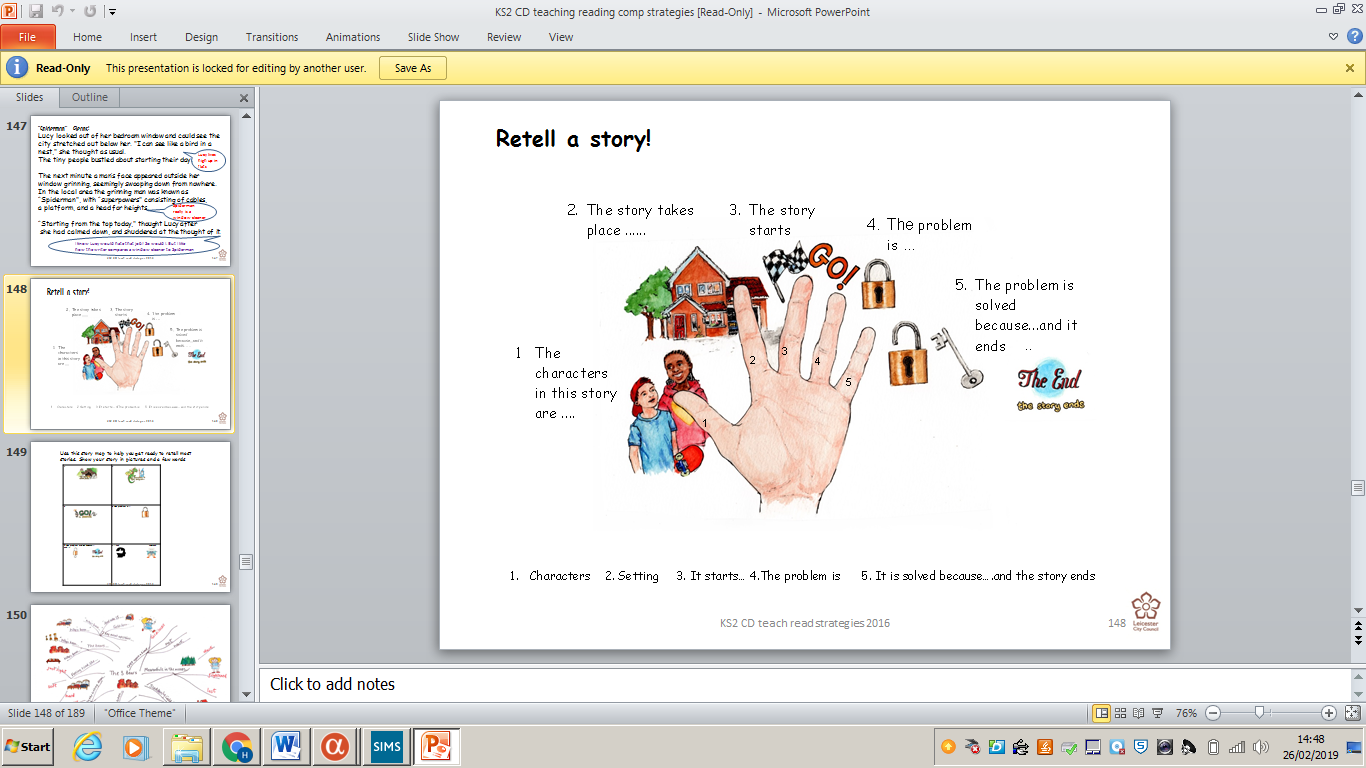 KS2 CD teaching reading comp strategies [Read-Only] - Microsoft PowerPoint
File Home Insert Design Transitions Animations Slide Show Review View
Read-Only This presentation is locked for editing by another user. Save As
Slides Outline
147
Lucy looked out of her bedroom window and could see the
city stretched out below her. "I can see like a bird in a
nest," she thought as usual.
The tiny people bustled about starting their day
The next minute a man's face appeared outside her
window grinning, seemingly swooping down from nowhere.
In the local area the grinning man was known as
"Spiderman", with "superpowers" consisting of cables,
a platform, and a head for heights.
"Starting from the top today," thought Lucy after
she had calmed down, and shuddered at the thought of it.
148
Retell a story!
149
Use this story map to help you get ready to retell most
stories. Show your story in pictures and a few words
150
Retell a story!
2. The story takes
place ......
3. The story
starts
4. The problem
is ...
5. The problem is
solved
because...and it
ends ..
1 The
characters
in this story
are ....
GO!
1
2
3
4
5
The End
the story ends
1. Characters 2. Setting 3. It starts... 4.The problem is 5. It is solved because....and the story ends
KS2 CD teach read strategies 2016
148
Leicester
City Council
Click to add notes
Slide 148 of 189 "Office Theme" 76%
Start SIMS 14:48
26/02/2019